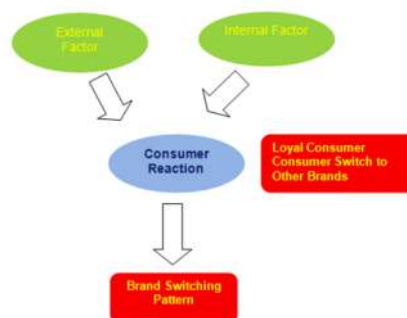 External
Factor
Internal Factor
Consumer
Reaction
Loyal Consumer
Consumer Switch to
Other Brands
Brand Switching
Pattern